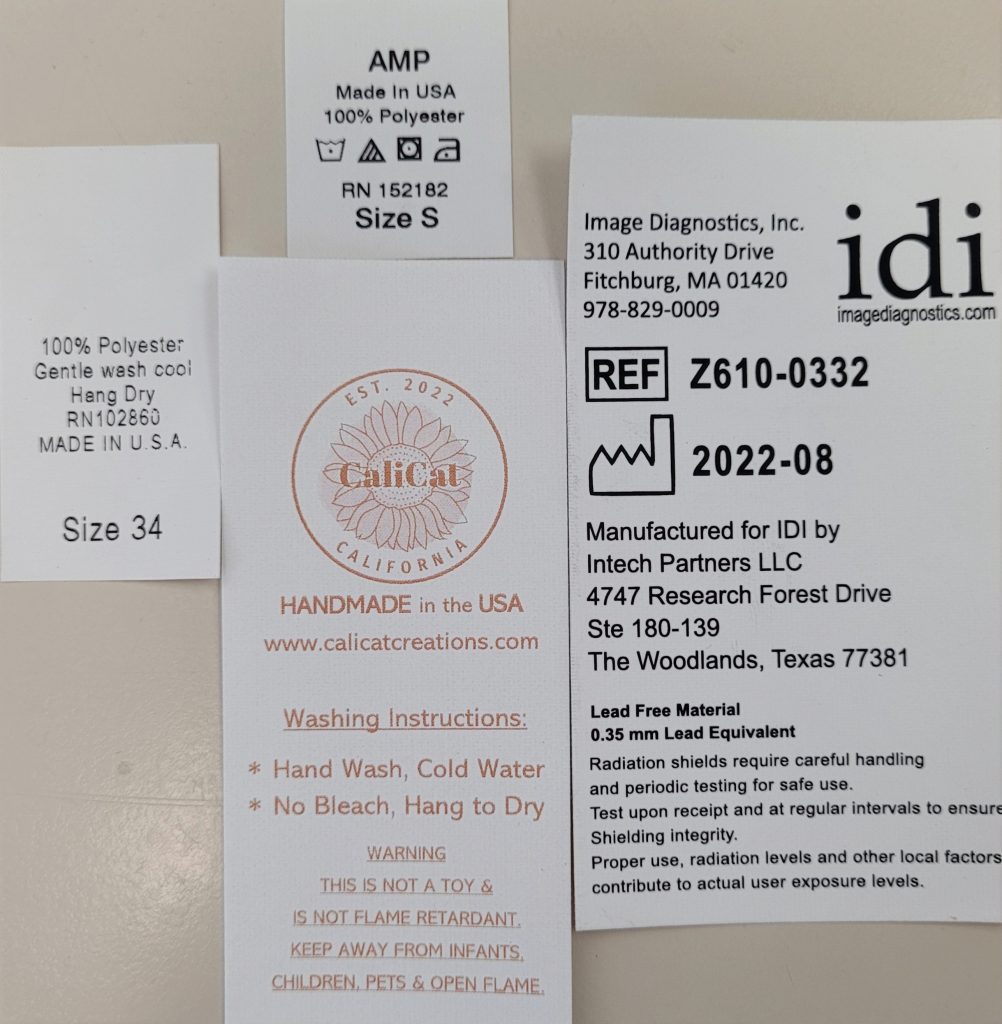 AMP
Made In USA
100% Polyester
RN 152182
Size S
100% Polyester
Gentle wash cool
Hang Dry
RN102860
MADE IN U.S.A.
Size 34
EST. 2022
CaliCat
CALIFORNIA
HANDMADE in the USA
www.calicatcreations.com
Washing Instructions:
* Hand Wash, Cold Water
* No Bleach, Hang to Dry
WARNING
THIS IS NOT A TOY &
IS NOT FLAME RETARDANT.
KEEP AWAY FROM INFANTS,
CHILDREN, PETS & OPEN FLAME.
Image Diagnostics, Inc.
310 Authority Drive
Fitchburg, MA 01420
978-829-0009
idi
imagediagnostics.com
REF Z610-0332
2022-08
Manufactured for IDI by
Intech Partners LLC
4747 Research Forest Drive
Ste 180-139
The Woodlands, Texas 77381
Lead Free Material
0.35 mm Lead Equivalent
Radiation shields require careful handling
and periodic testing for safe use.
Test upon receipt and at regular intervals to ensure
Shielding integrity.
Proper use, radiation levels and other local factors
contribute to actual user exposure levels.